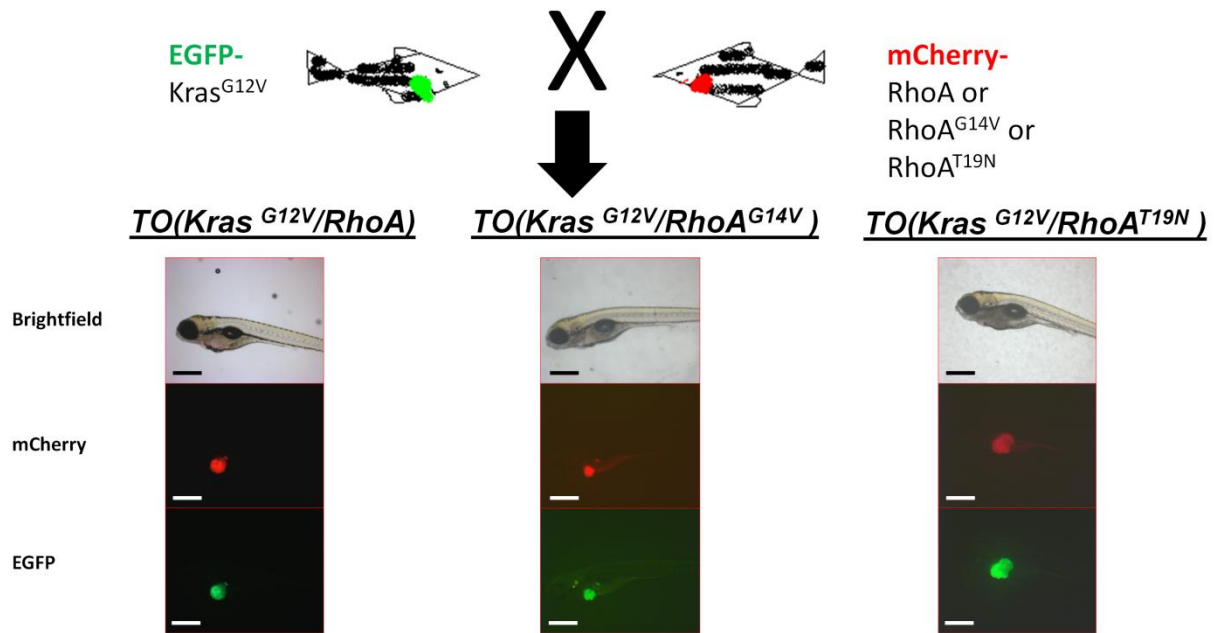 EGFP-
Kras^G12V
X
mCherry-
RhoA or
RhoA^G14V or
RhoA^T19N
TO(Kras ^G12V/RhoA)
TO(Kras ^G12V/RhoA^G14V )
TO(Kras ^G12V/RhoA^T19N )
Brightfield
mCherry
EGFP